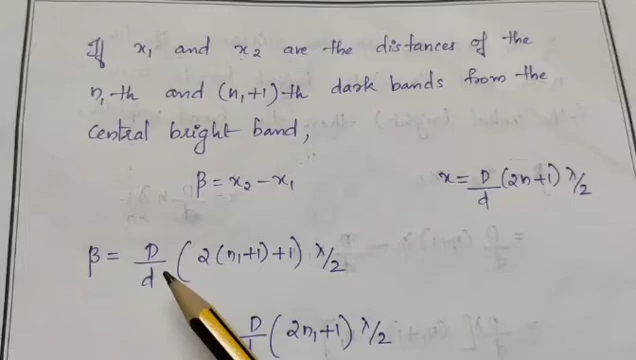 If x₁ and x₂ are the distances of the
n₁-th and (n₁+1)-th dark bands from the
central bright band,
β = x₂ - x₁
x = D/d (2n+1) λ/2
β = D/d (2(n₁+1)+1) λ/2
D/d (2n₁+1) λ/2